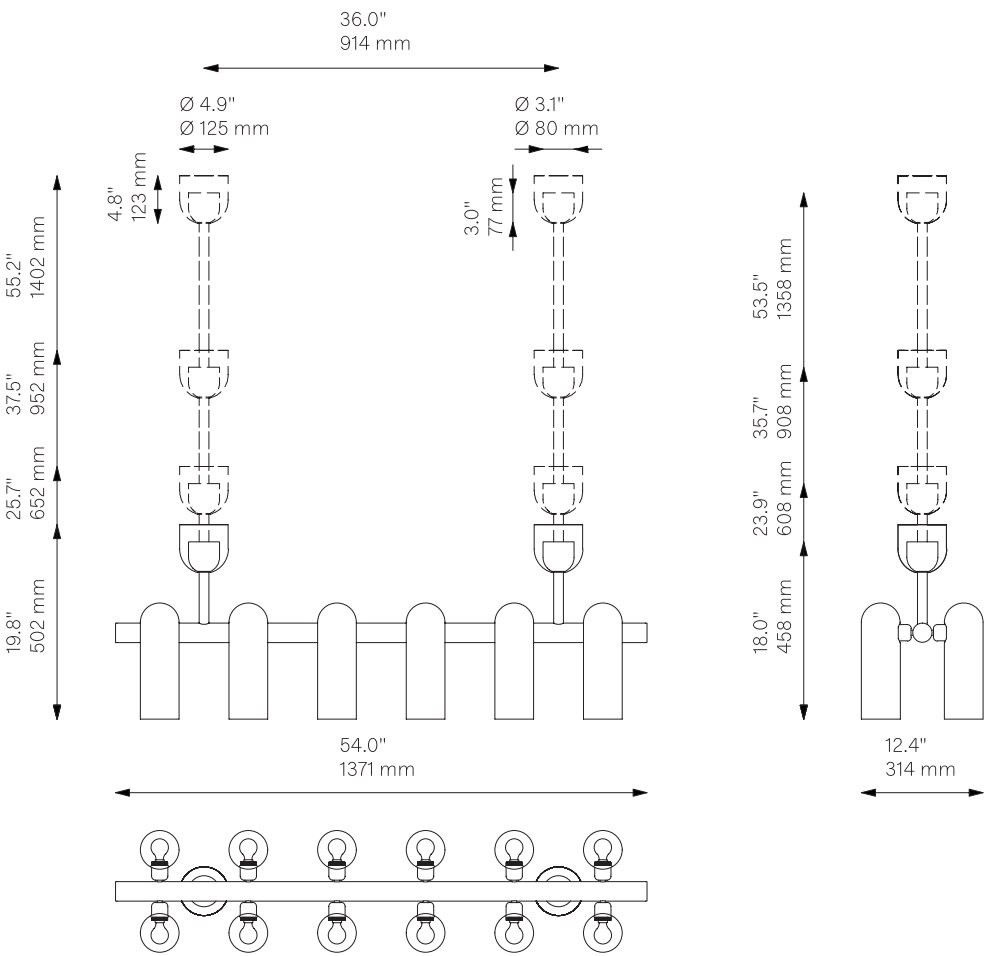 36.0"
914 mm
Ø 4.9"
Ø 125 mm
Ø 3.1"
Ø 80 mm
4.8"
123 mm
3.0"
77 mm
55.2"
1402 mm
37.5"
952 mm
25.7"
652 mm
19.8"
502 mm
53.5"
1358 mm
35.7"
908 mm
23.9"
608 mm
18.0"
458 mm
54.0"
1371 mm
12.4"
314 mm